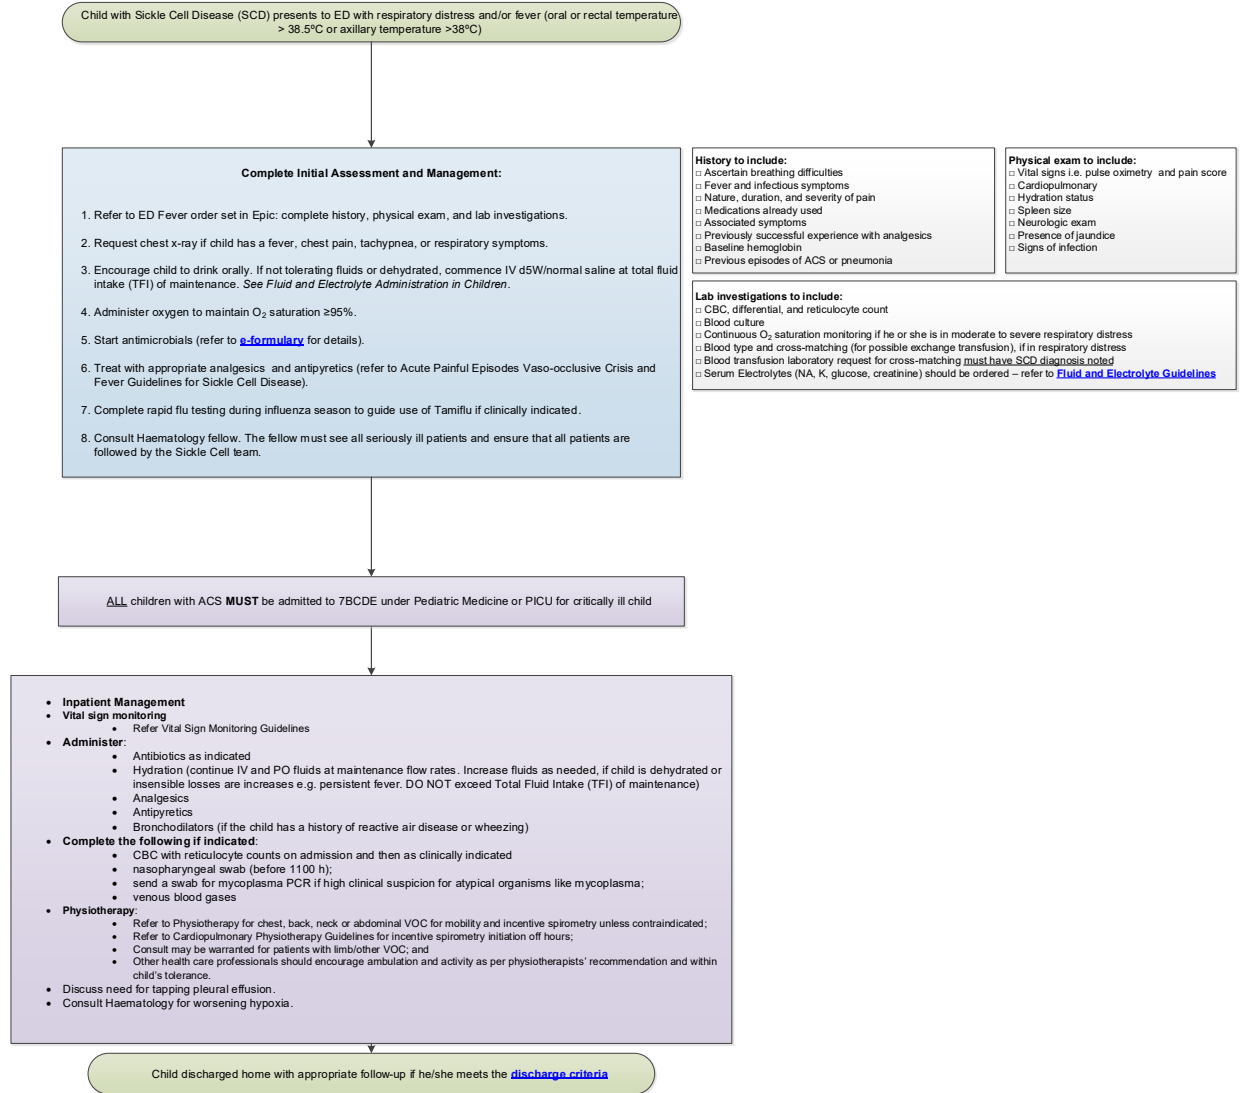 Child with Sickle Cell Disease (SCD) presents to ED with respiratory distress and/or fever (oral or rectal temperature
> 38.5ºC or axillary temperature >38ºC)
Complete Initial Assessment and Management:
1. Refer to ED Fever order set in Epic: complete history, physical exam, and lab investigations.
2. Request chest x-ray if child has a fever, chest pain, tachypnea, or respiratory symptoms.
3. Encourage child to drink orally. If not tolerating fluids or dehydrated, commence IV d5W/normal saline at total fluid
intake (TFI) of maintenance. See Fluid and Electrolyte Administration in Children.
4. Administer oxygen to maintain O₂ saturation ≥95%.
5. Start antimicrobials (refer to e-formulary for details).
6. Treat with appropriate analgesics and antipyretics (refer to Acute Painful Episodes Vaso-occlusive Crisis and
Fever Guidelines for Sickle Cell Disease).
7. Complete rapid flu testing during influenza season to guide use of Tamiflu if clinically indicated.
8. Consult Haematology fellow. The fellow must see all seriously ill patients and ensure that all patients are
followed by the Sickle Cell team.
History to include:
□ Ascertain breathing difficulties
□ Fever and infectious symptoms
□ Nature, duration, and severity of pain
□ Medications already used
□ Associated symptoms
□ Previously successful experience with analgesics
□ Baseline hemoglobin
□ Previous episodes of ACS or pneumonia
Physical exam to include:
□ Vital signs i.e. pulse oximetry and pain score
□ Cardiopulmonary
□ Hydration status
□ Spleen size
□ Neurologic exam
□ Presence of jaundice
□ Signs of infection
Lab investigations to include:
□ CBC, differential, and reticulocyte count
□ Blood culture
□ Continuous O₂ saturation monitoring if he or she is in moderate to severe respiratory distress
□ Blood type and cross-matching (for possible exchange transfusion), if in respiratory distress
□ Blood transfusion laboratory request for cross-matching must have SCD diagnosis noted
□ Serum Electrolytes (NA, K, glucose, creatinine) should be ordered – refer to Fluid and Electrolyte Guidelines
ALL children with ACS MUST be admitted to 7BCDE under Pediatric Medicine or PICU for critically ill child
• Inpatient Management
• Vital sign monitoring
• Refer Vital Sign Monitoring Guidelines
• Administer:
• Antibiotics as indicated
• Hydration (continue IV and PO fluids at maintenance flow rates. Increase fluids as needed, if child is dehydrated or
insensible losses are increases e.g. persistent fever. DO NOT exceed Total Fluid Intake (TFI) of maintenance)
• Analgesics
• Antipyretics
• Bronchodilators (if the child has a history of reactive air disease or wheezing)
• Complete the following if indicated:
• CBC with reticulocyte counts on admission and then as clinically indicated
• nasopharyngeal swab (before 1100 h);
• send a swab for mycoplasma PCR if high clinical suspicion for atypical organisms like mycoplasma;
• venous blood gases
• Physiotherapy:
• Refer to Physiotherapy for chest, back, neck or abdominal VOC for mobility and incentive spirometry unless contraindicated;
• Refer to Cardiopulmonary Physiotherapy Guidelines for incentive spirometry initiation off hours;
• Consult may be warranted for patients with limb/other VOC; and
• Other health care professionals should encourage ambulation and activity as per physiotherapists' recommendation and within
child's tolerance.
• Discuss need for tapping pleural effusion.
• Consult Haematology for worsening hypoxia.
Child discharged home with appropriate follow-up if he/she meets the discharge criteria